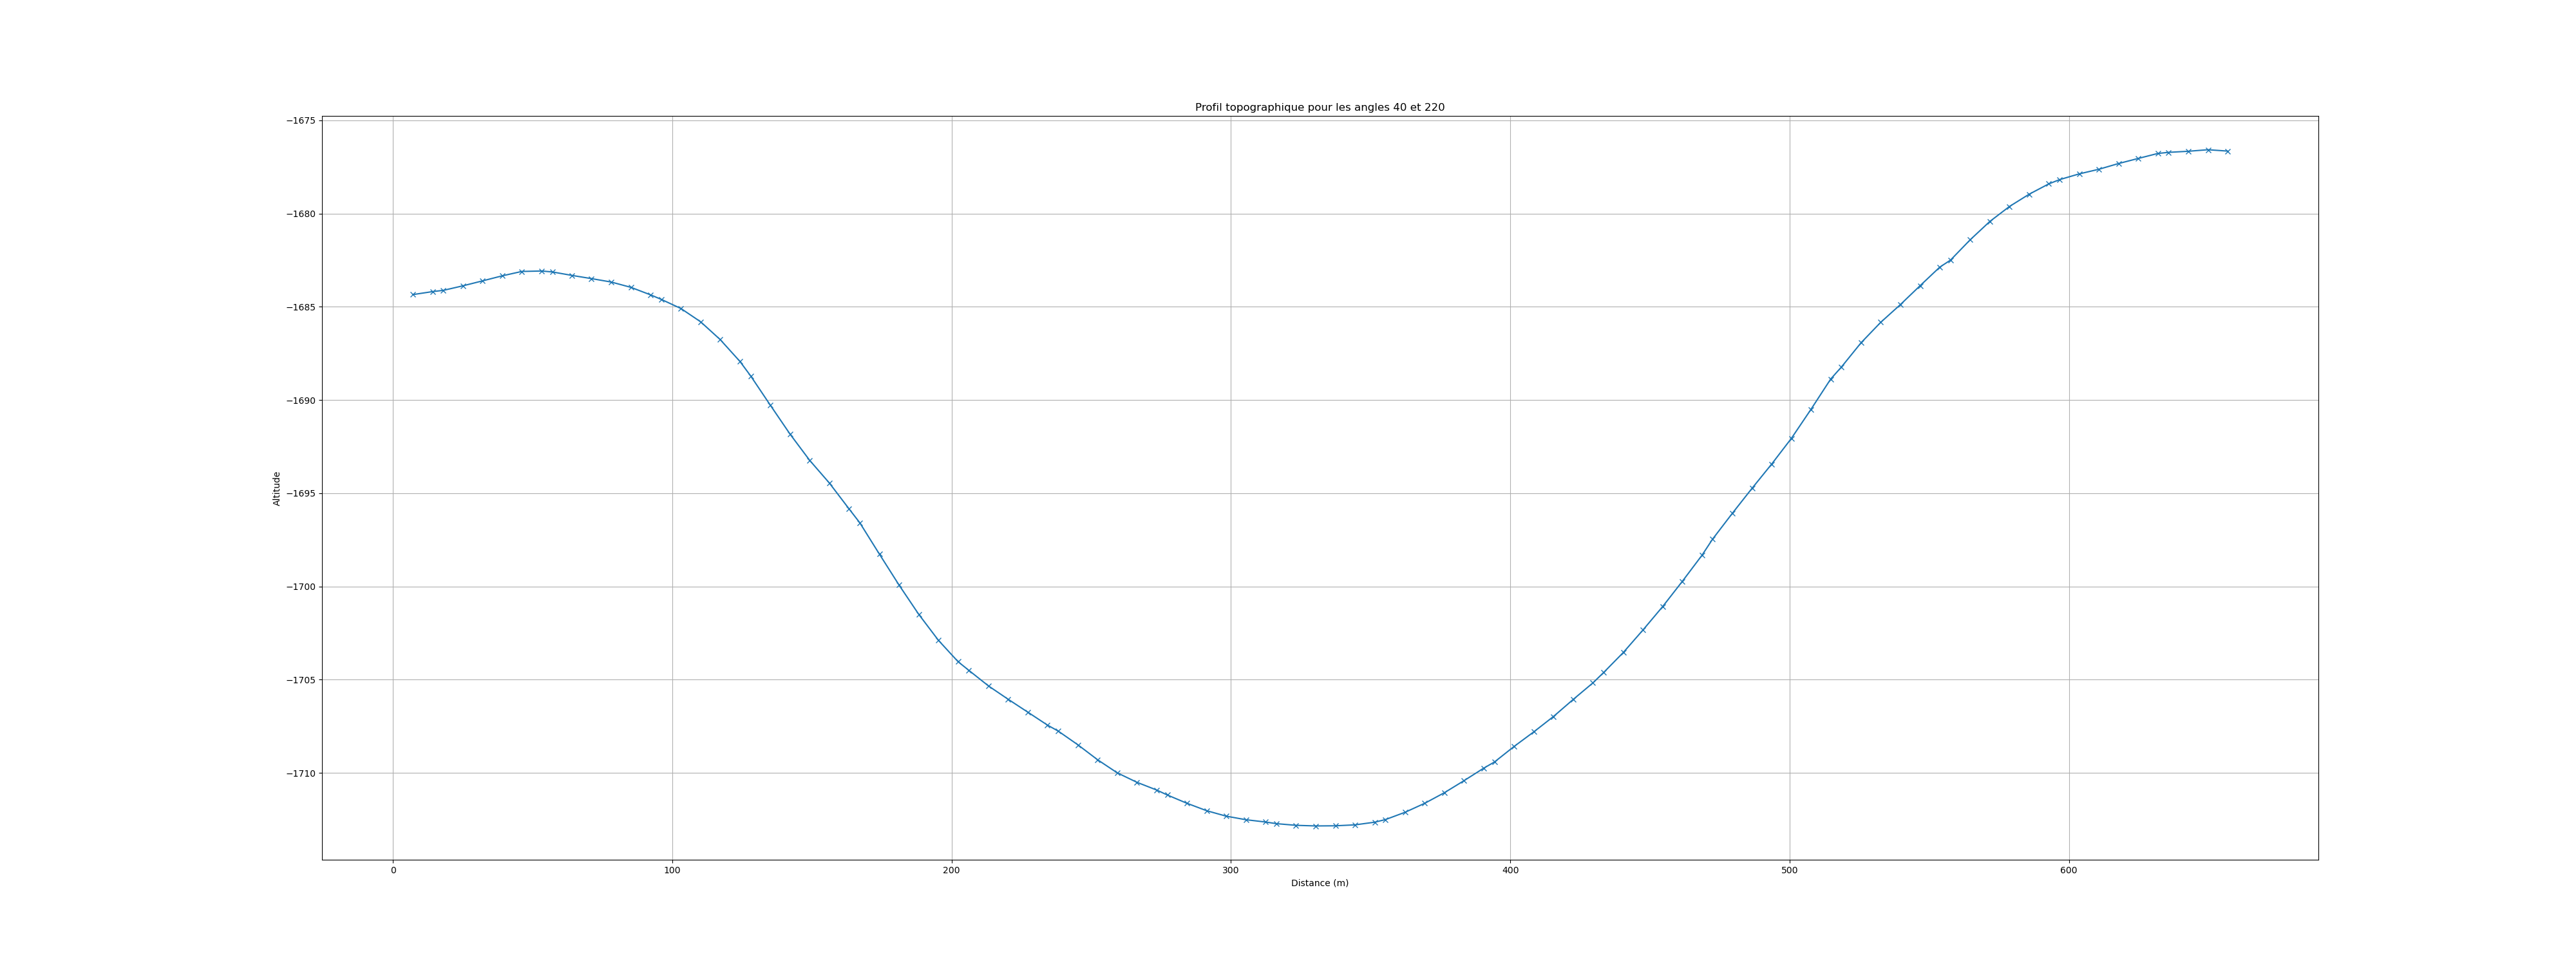 Profil topographique pour les angles 40 et 220
−1675
−1680
−1685
−1690
−1695
−1700
−1705
−1710
Altitude
0 100 200 300 400 500 600
Distance (m)